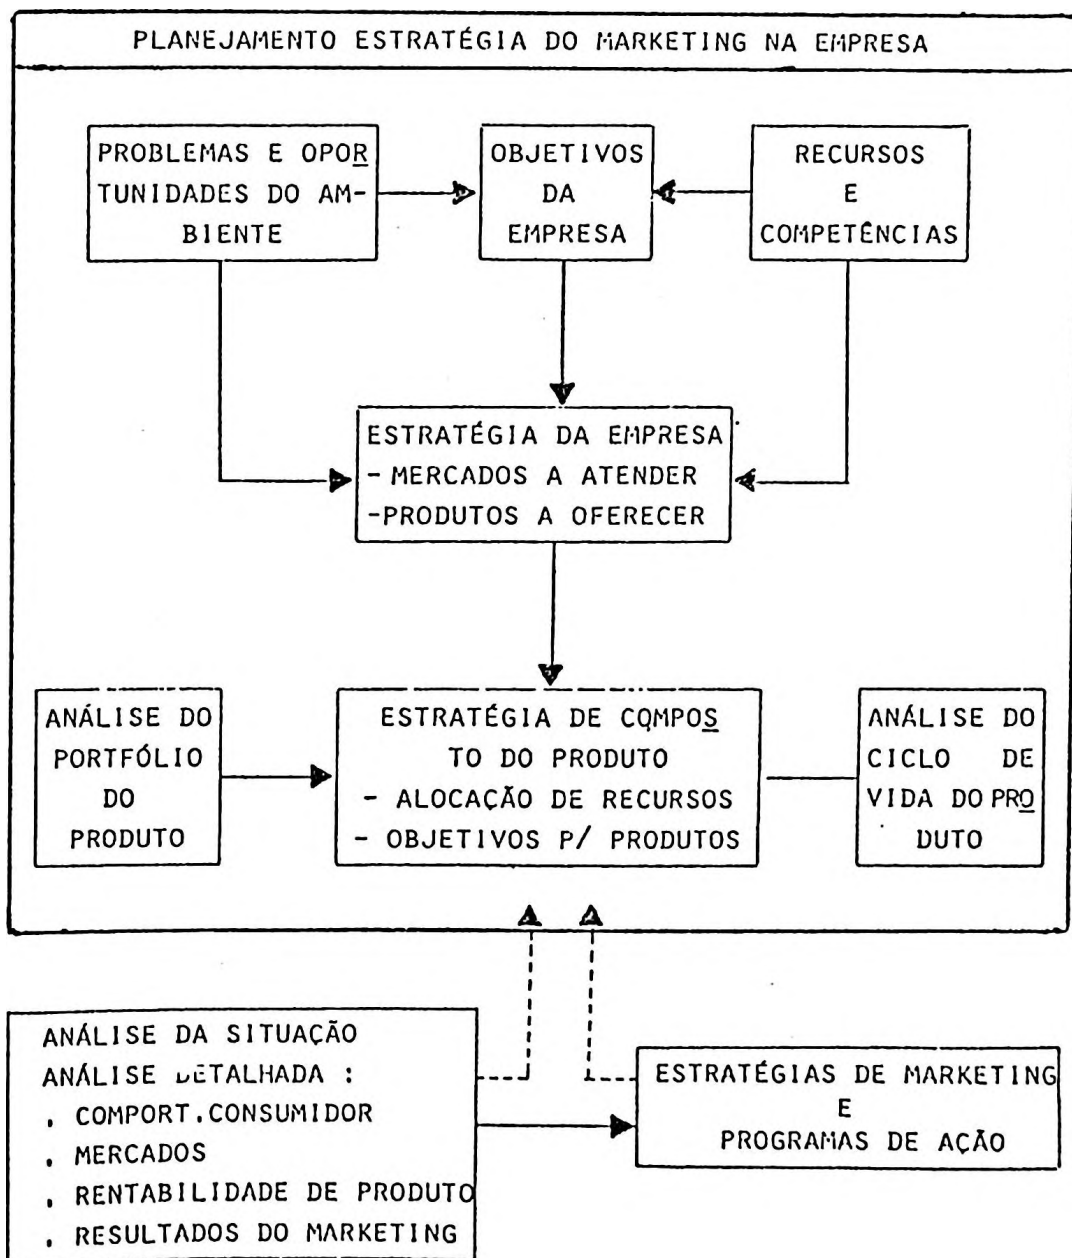 PLANEJAMENTO ESTRATÉGIA DO MARKETING NA EMPRESA
PROBLEMAS E OPOR
TUNIDADES DO AM-
BIENTE
OBJETIVOS
DA
EMPRESA
RECURSOS
E
COMPETÊNCIAS
ESTRATÉGIA DA EMPRESA
- MERCADOS A ATENDER
-PRODUTOS A OFERECER
ANÁLISE DO
PORTFÓLIO
DO
PRODUTO
ESTRATÉGIA DE COMPOS
TO DO PRODUTO
- ALOCAÇÃO DE RECURSOS
- OBJETIVOS P/ PRODUTOS
ANÁLISE DO
CICLO DE
VIDA DO PRO
DUTO
ANÁLISE DA SITUAÇÃO
ANÁLISE DETALHADA :
. COMPORT.CONSUMIDOR
. MERCADOS
. RENTABILIDADE DE PRODUTO
. RESULTADOS DO MARKETING
ESTRATÉGIAS DE MARKETING
E
PROGRAMAS DE AÇÃO